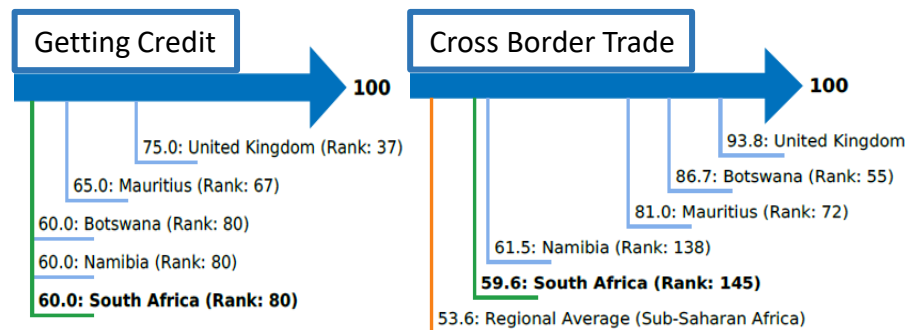 Getting Credit
100
75.0: United Kingdom (Rank: 37)
65.0: Mauritius (Rank: 67)
60.0: Botswana (Rank: 80)
60.0: Namibia (Rank: 80)
60.0: South Africa (Rank: 80)
Cross Border Trade
100
93.8: United Kingdom
86.7: Botswana (Rank: 55)
81.0: Mauritius (Rank: 72)
61.5: Namibia (Rank: 138)
59.6: South Africa (Rank: 145)
53.6: Regional Average (Sub-Saharan Africa)